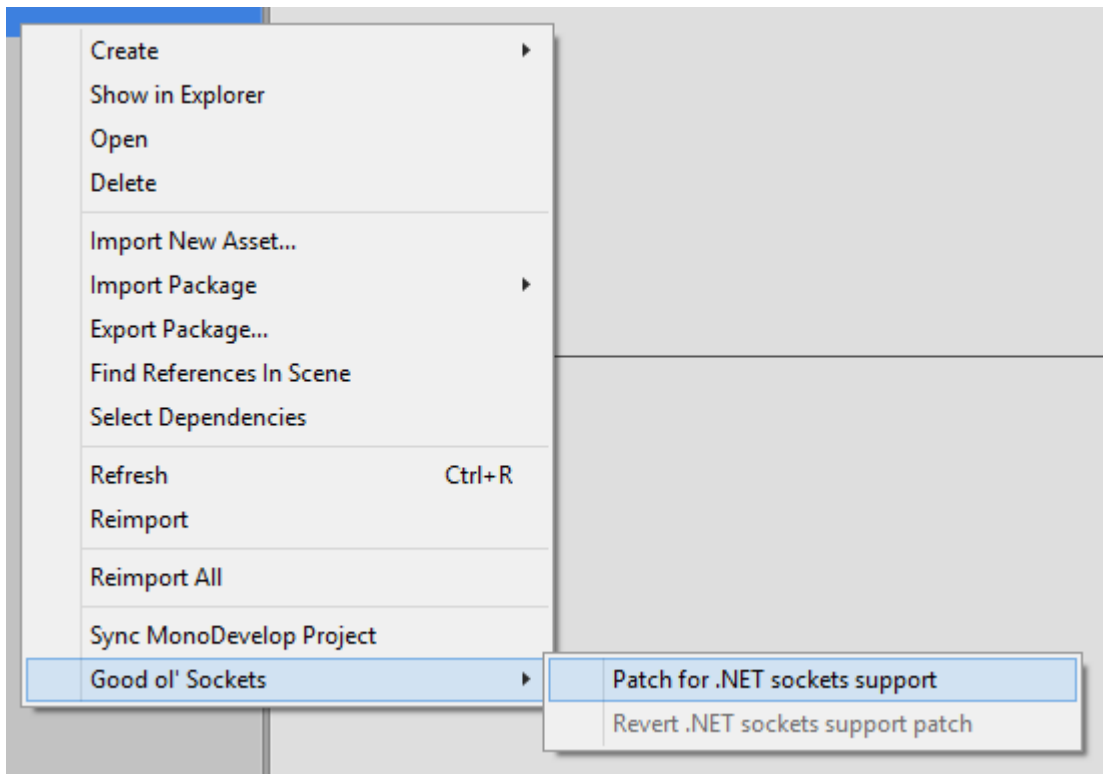 Create
Show in Explorer
Open
Delete
Import New Asset...
Import Package
Export Package...
Find References In Scene
Select Dependencies
Refresh Ctrl+R
Reimport
Reimport All
Sync MonoDevelop Project
Good ol' Sockets
Patch for .NET sockets support
Revert .NET sockets support patch